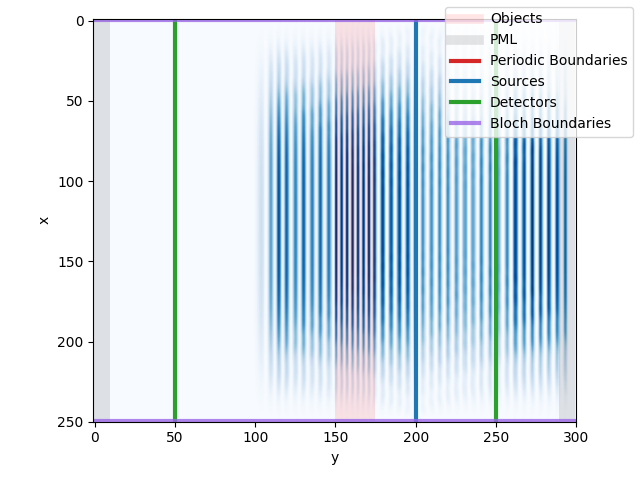 Objects
PML
Periodic Boundaries
Sources
Detectors
Bloch Boundaries
0
50
100
150
200
250
x
0 50 100 150 200 250 300
y